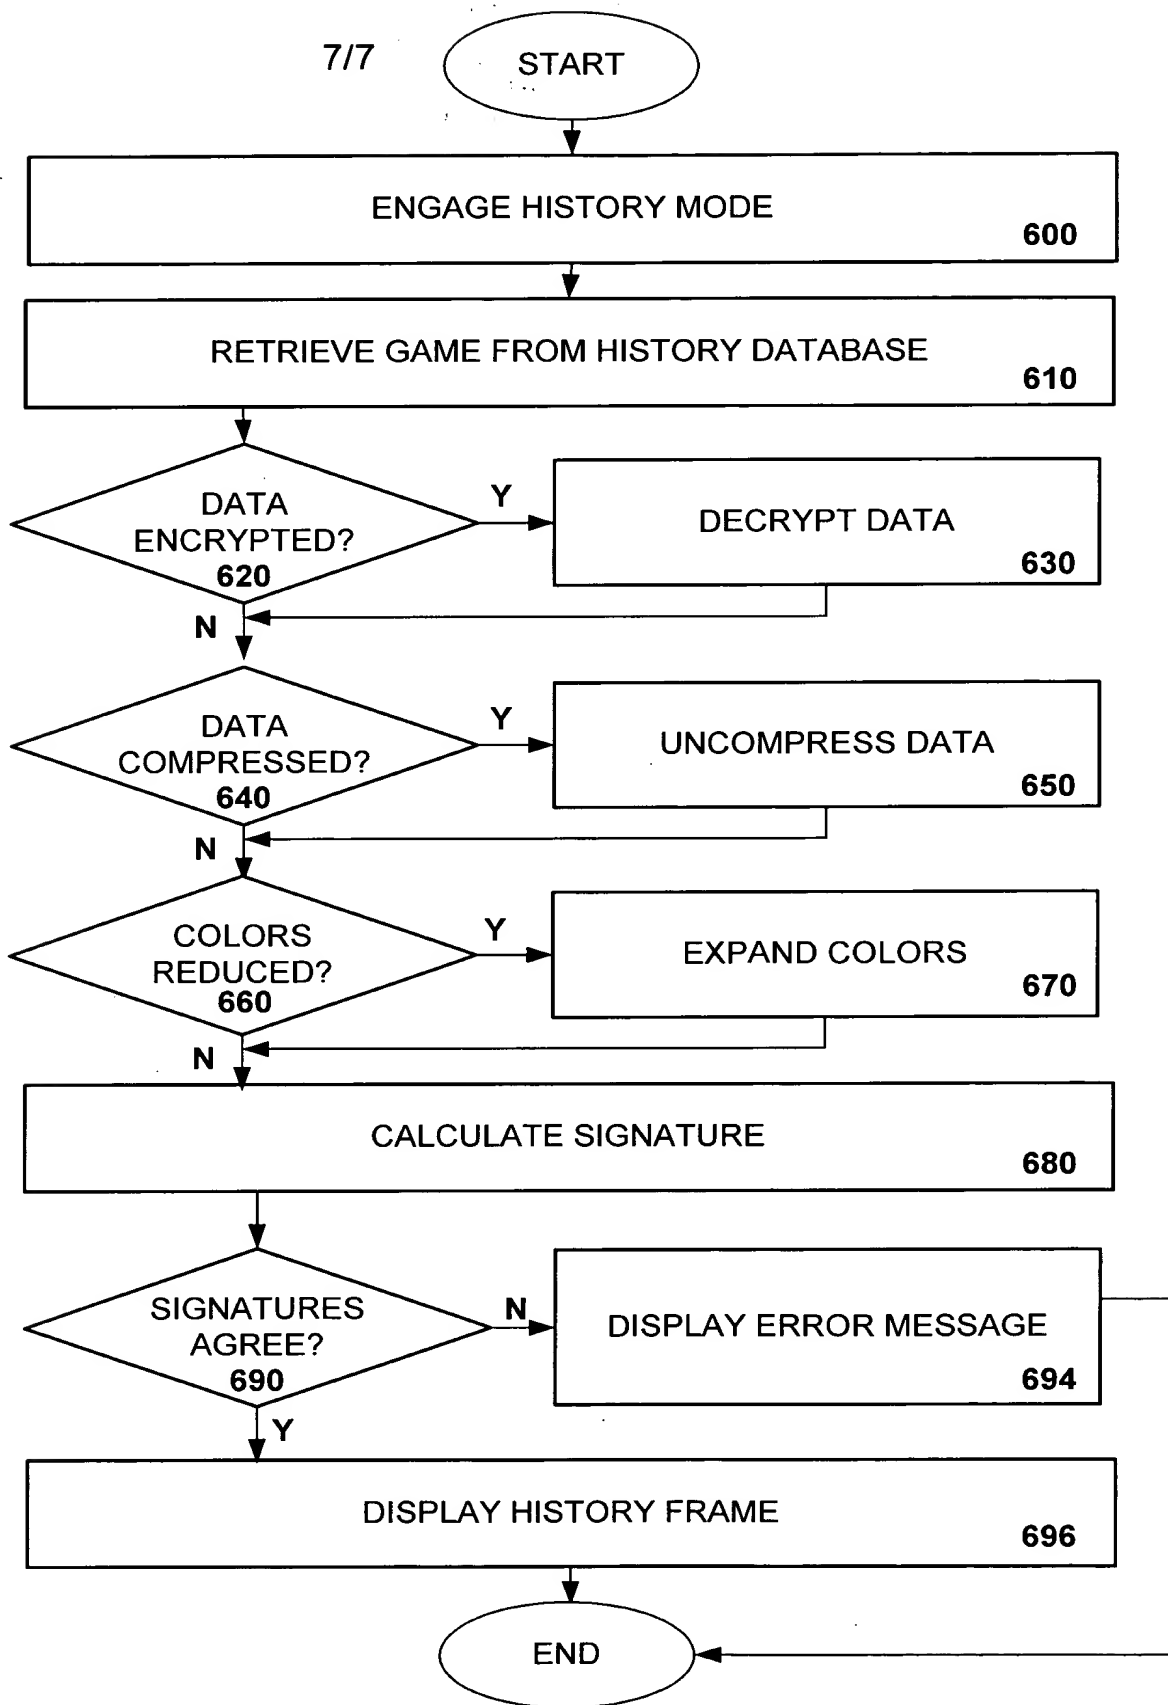 7/7
START
ENGAGE HISTORY MODE
600
RETRIEVE GAME FROM HISTORY DATABASE
610
DATA
ENCRYPTED?
620
Y
DECRYPT DATA
630
N
DATA
COMPRESSED?
640
Y
UNCOMPRESS DATA
650
N
COLORS
REDUCED?
660
Y
EXPAND COLORS
670
N
CALCULATE SIGNATURE
680
SIGNATURES
AGREE?
690
N
DISPLAY ERROR MESSAGE
694
Y
DISPLAY HISTORY FRAME
696
END